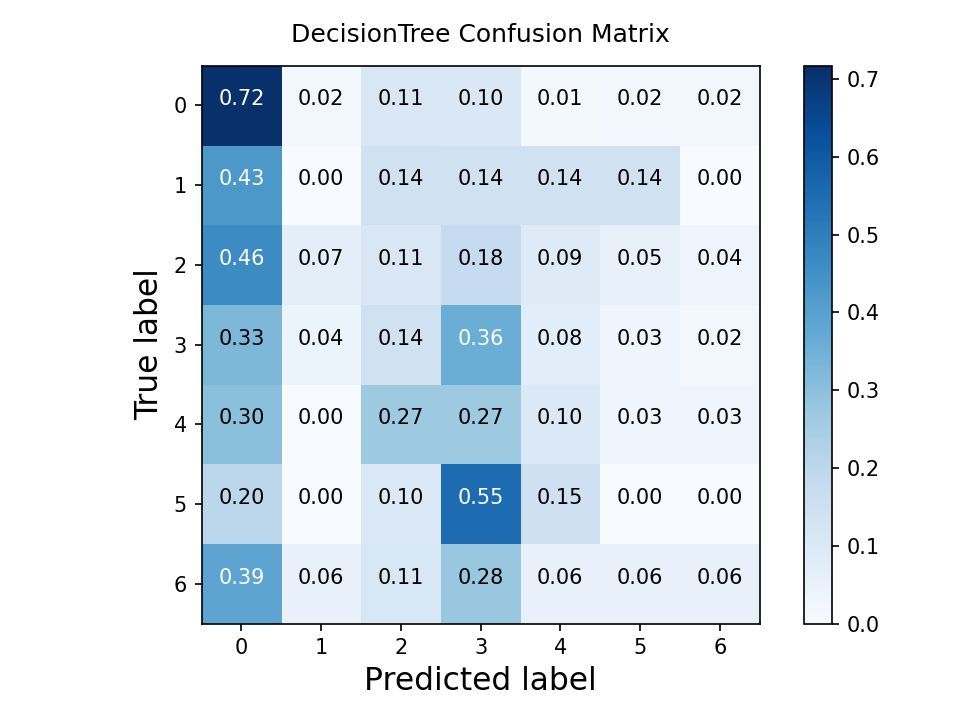 DecisionTree Confusion Matrix
0 0.72 0.02 0.11 0.10 0.01 0.02 0.02
1 0.43 0.00 0.14 0.14 0.14 0.14 0.00
2 0.46 0.07 0.11 0.18 0.09 0.05 0.04
3 0.33 0.04 0.14 0.36 0.08 0.03 0.02
4 0.30 0.00 0.27 0.27 0.10 0.03 0.03
5 0.20 0.00 0.10 0.55 0.15 0.00 0.00
6 0.39 0.06 0.11 0.28 0.06 0.06 0.06
0 1 2 3 4 5 6
True label
Predicted label
0.7
0.6
0.5
0.4
0.3
0.2
0.1
0.0